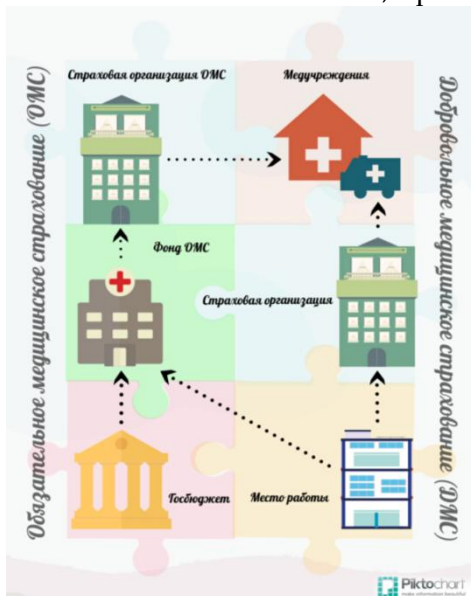 Страховая организация ОМС
Медучреждения
Обязательное медицинское страхование (ОМС)
Добровольное медицинское страхование (ДМС)
Фонд ОМС
Страховая организация
Госбюджет
Место работы
Piktochart
make information beautiful